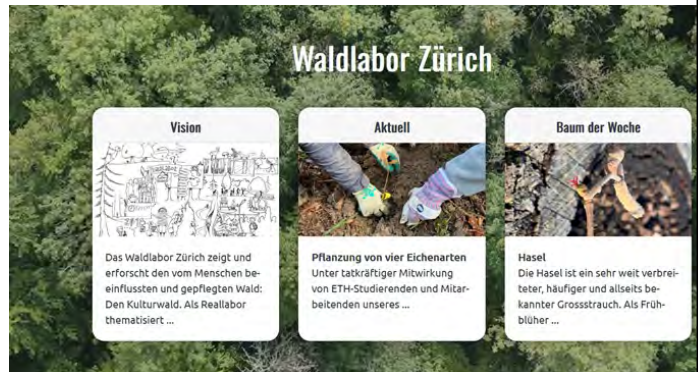 Waldlabor Zürich
Vision
Das Waldlabor Zürich zeigt und
erforscht den vom Menschen be-
einflussten und gepflegten Wald:
Den Kulturwald. Als Reallabor
thematisiert ...
Aktuell
Pflanzung von vier Eichenarten
Unter tatkräftiger Mitwirkung
von ETH-Studierenden und Mitar-
beitenden unseres ...
Baum der Woche
Hasel
Die Hasel ist ein sehr weit verbrei-
teter, häufiger und allseits be-
kannter Grossstrauch. Als Früh-
blüher ...